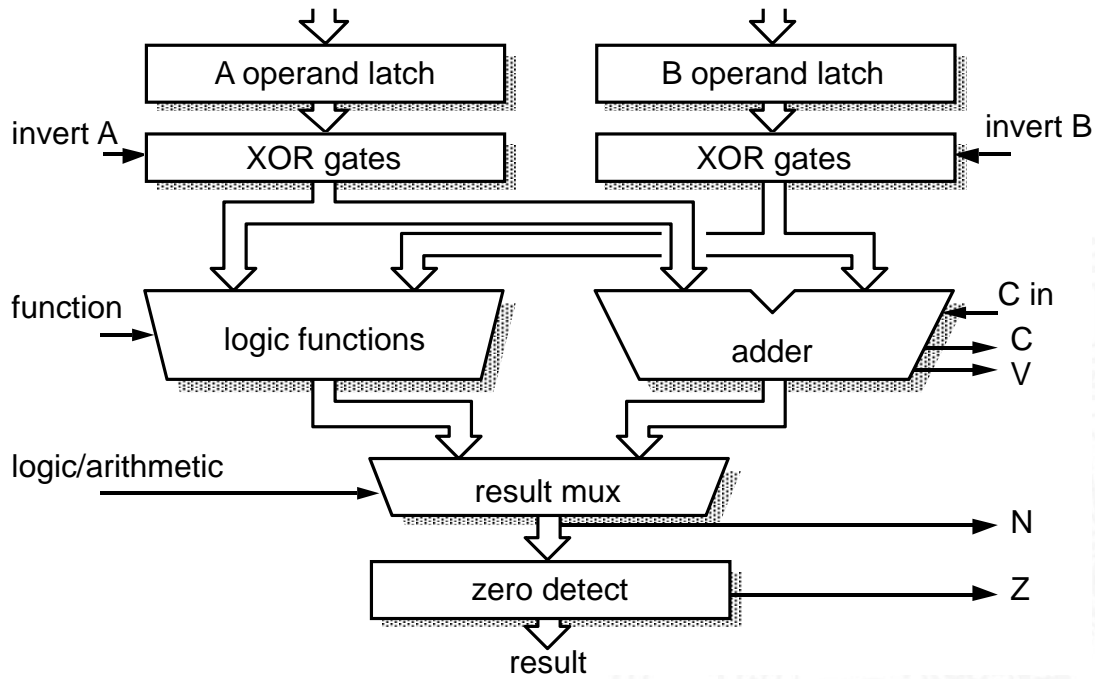 A operand latch
B operand latch
invert A
invert B
XOR gates
XOR gates
function
C in
logic functions
adder
C
V
logic/arithmetic
result mux
N
zero detect
Z
result